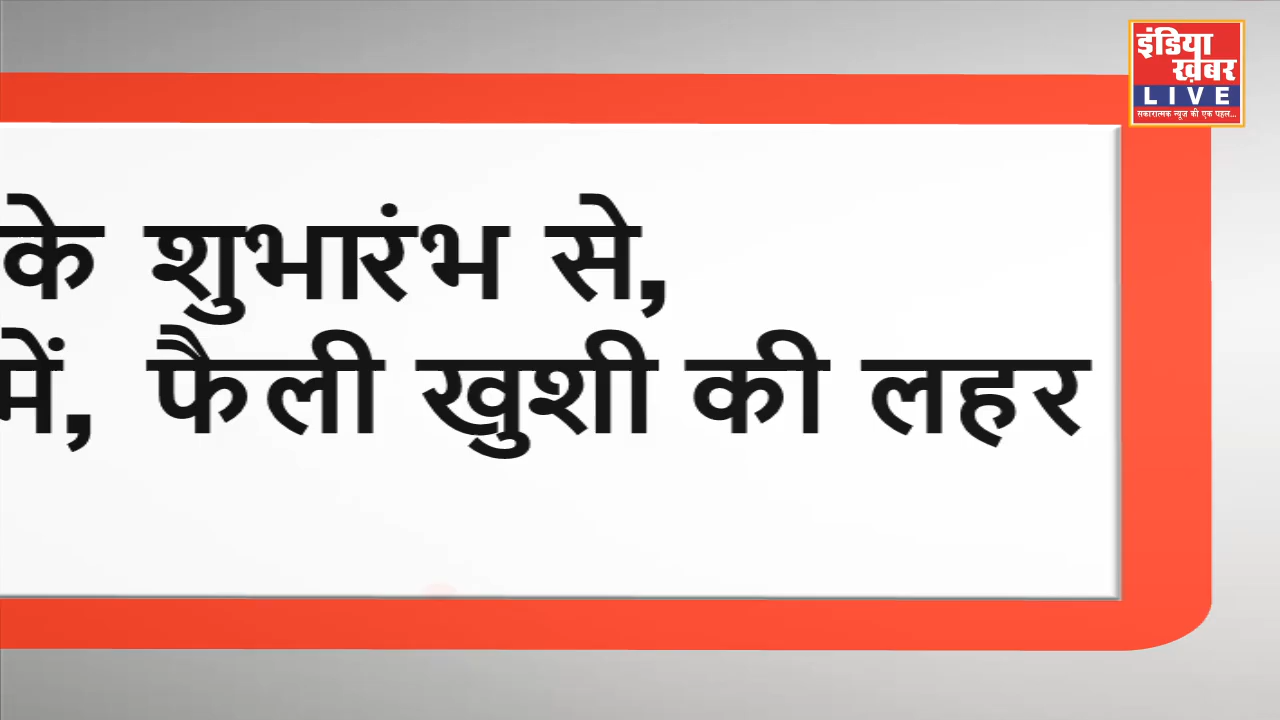 इंडिया
ख़बर
LIVE
सकारात्मक न्यूज़ की एक पहल...
के शुभारंभ से,
में, फैली खुशी की लहर